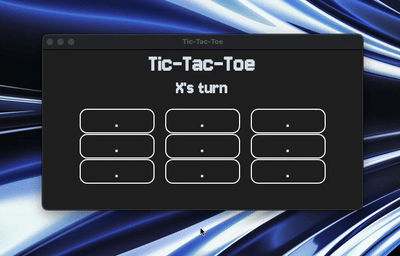 Tic-Tac-Toe
Tic-Tac-Toe
X's turn
. . .
. . .
. . .